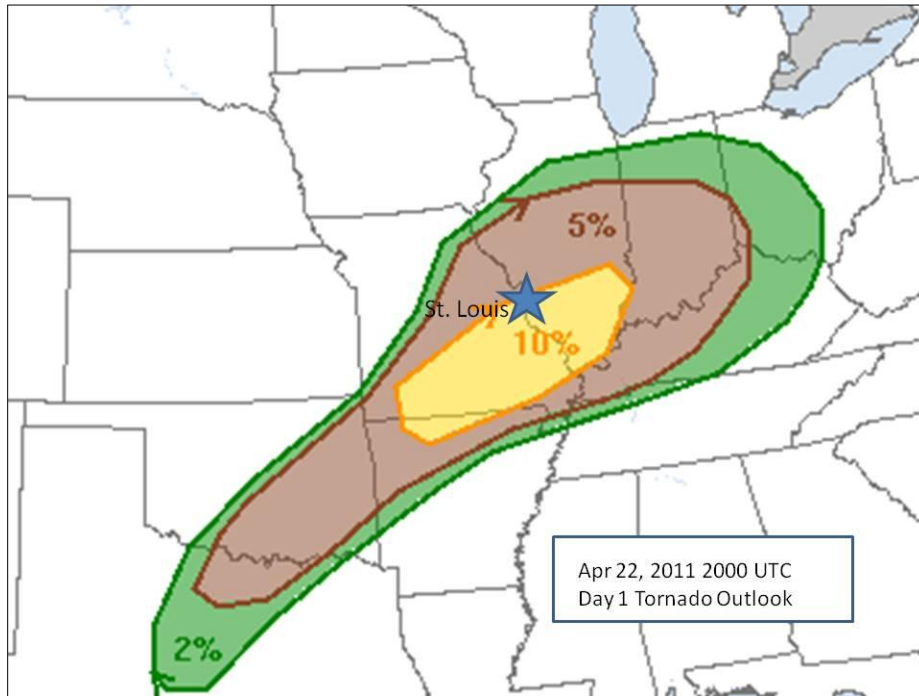 5%
St. Louis
10%
Apr 22, 2011 2000 UTC
Day 1 Tornado Outlook
2%